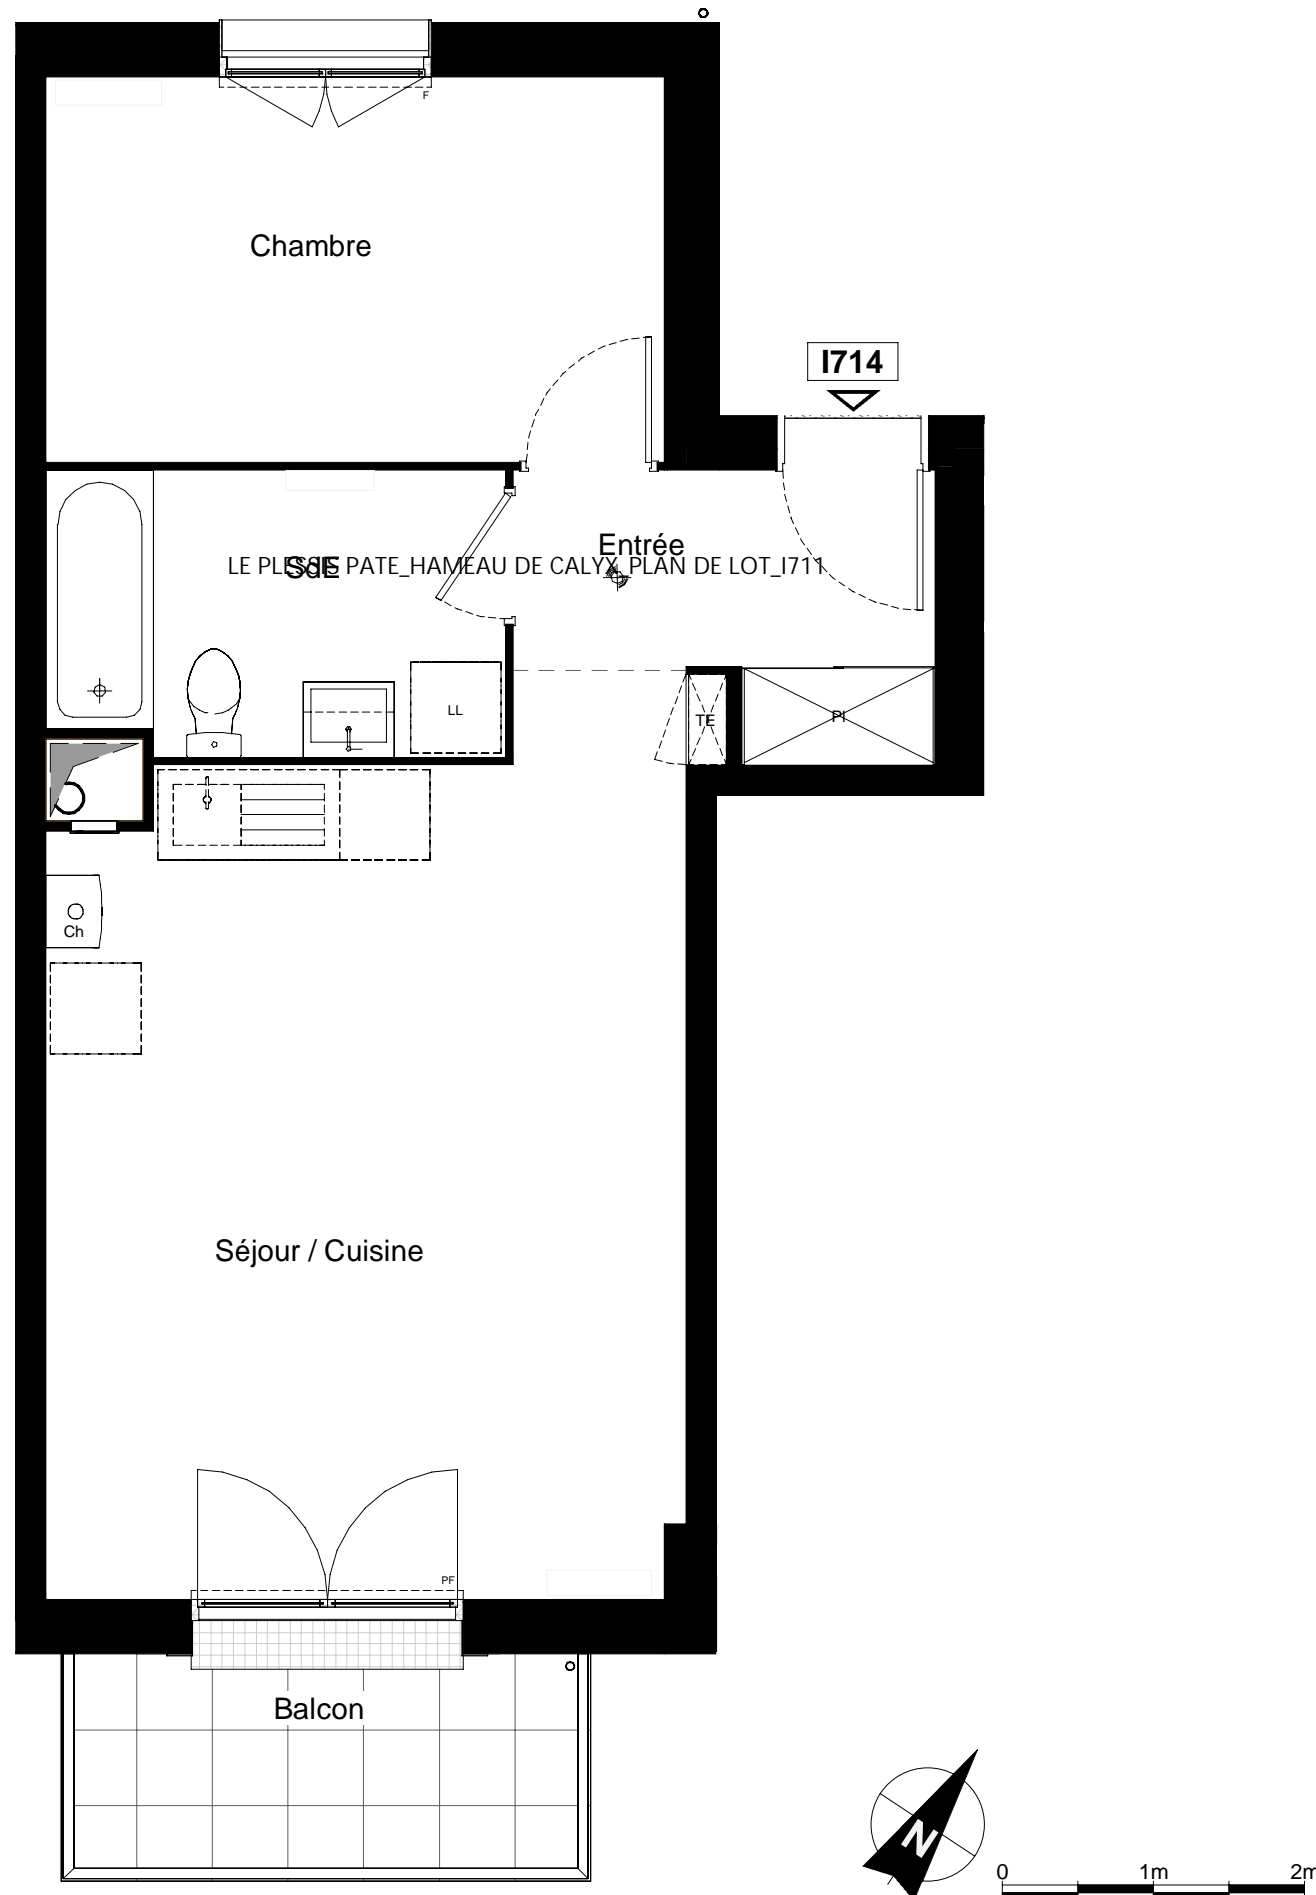 F
Chambre
I714
Entrée
SdE
LE PLESSIS PATE_HAMEAU DE CALYX_PLAN DE LOT_I711
LL
TE
Pl
Ch
Séjour / Cuisine
PF
Balcon
N
0 1m 2m